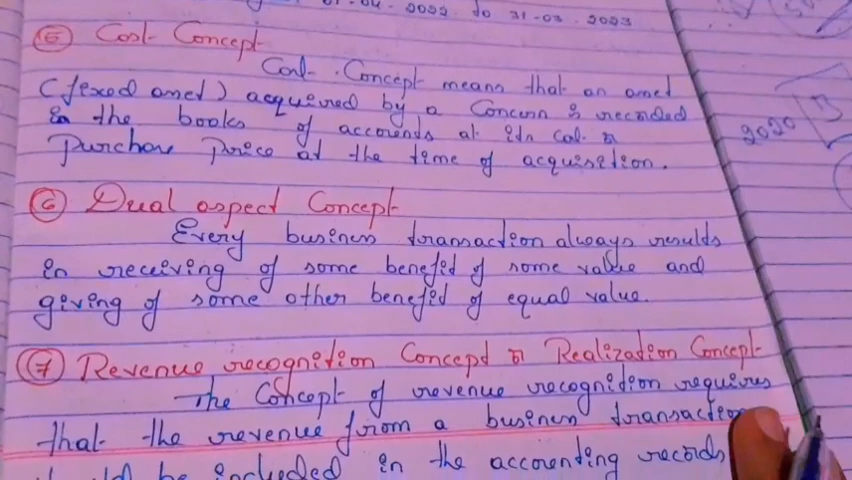 01-04-2022 to 31-03-2023
⑤ Cost Concept
Cost Concept means that an asset
(fixed asset) acquired by a Concern is recorded
in the books of accounts at its cost or
Purchase Price at the time of acquisition.
⑥ Dual aspect Concept
Every business transaction always results
in receiving of some benefit of some value and
giving of some other benefit of equal value.
⑦ Revenue recognition Concept or Realization Concept
The Concept of revenue recognition requires
that the revenue from a business transaction
be included in the accounting records
2020